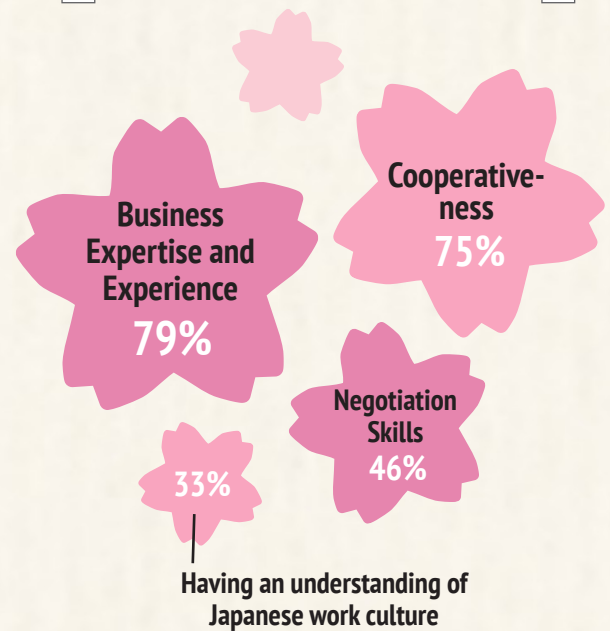 Business
Expertise and
Experience
79%
Cooperative-
ness
75%
Negotiation
Skills
46%
33%
Having an understanding of
Japanese work culture